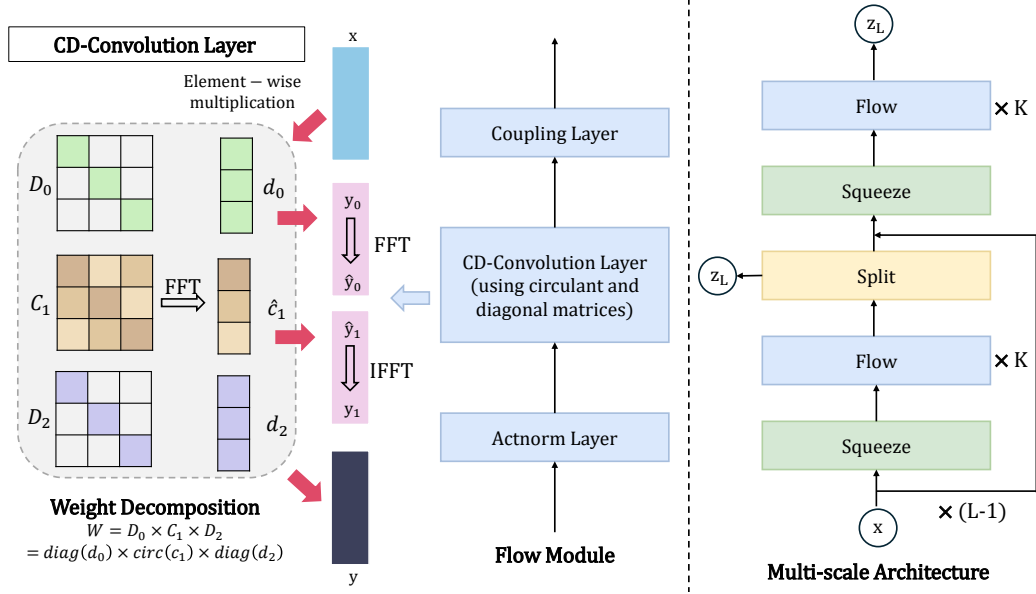 CD-Convolution Layer
x
Element − wise
multiplication
D₀
d₀
y₀
FFT
ŷ₀
C₁
FFT
ĉ₁
ŷ₁
IFFT
y₁
D₂
d₂
Weight Decomposition
W = D₀ × C₁ × D₂
= diag(d₀) × circ(c₁) × diag(d₂)
y
Coupling Layer
CD-Convolution Layer
(using circulant and
diagonal matrices)
Actnorm Layer
Flow Module
z_L
Flow
× K
Squeeze
Split
z_L
Flow
× K
Squeeze
× (L-1)
x
Multi-scale Architecture